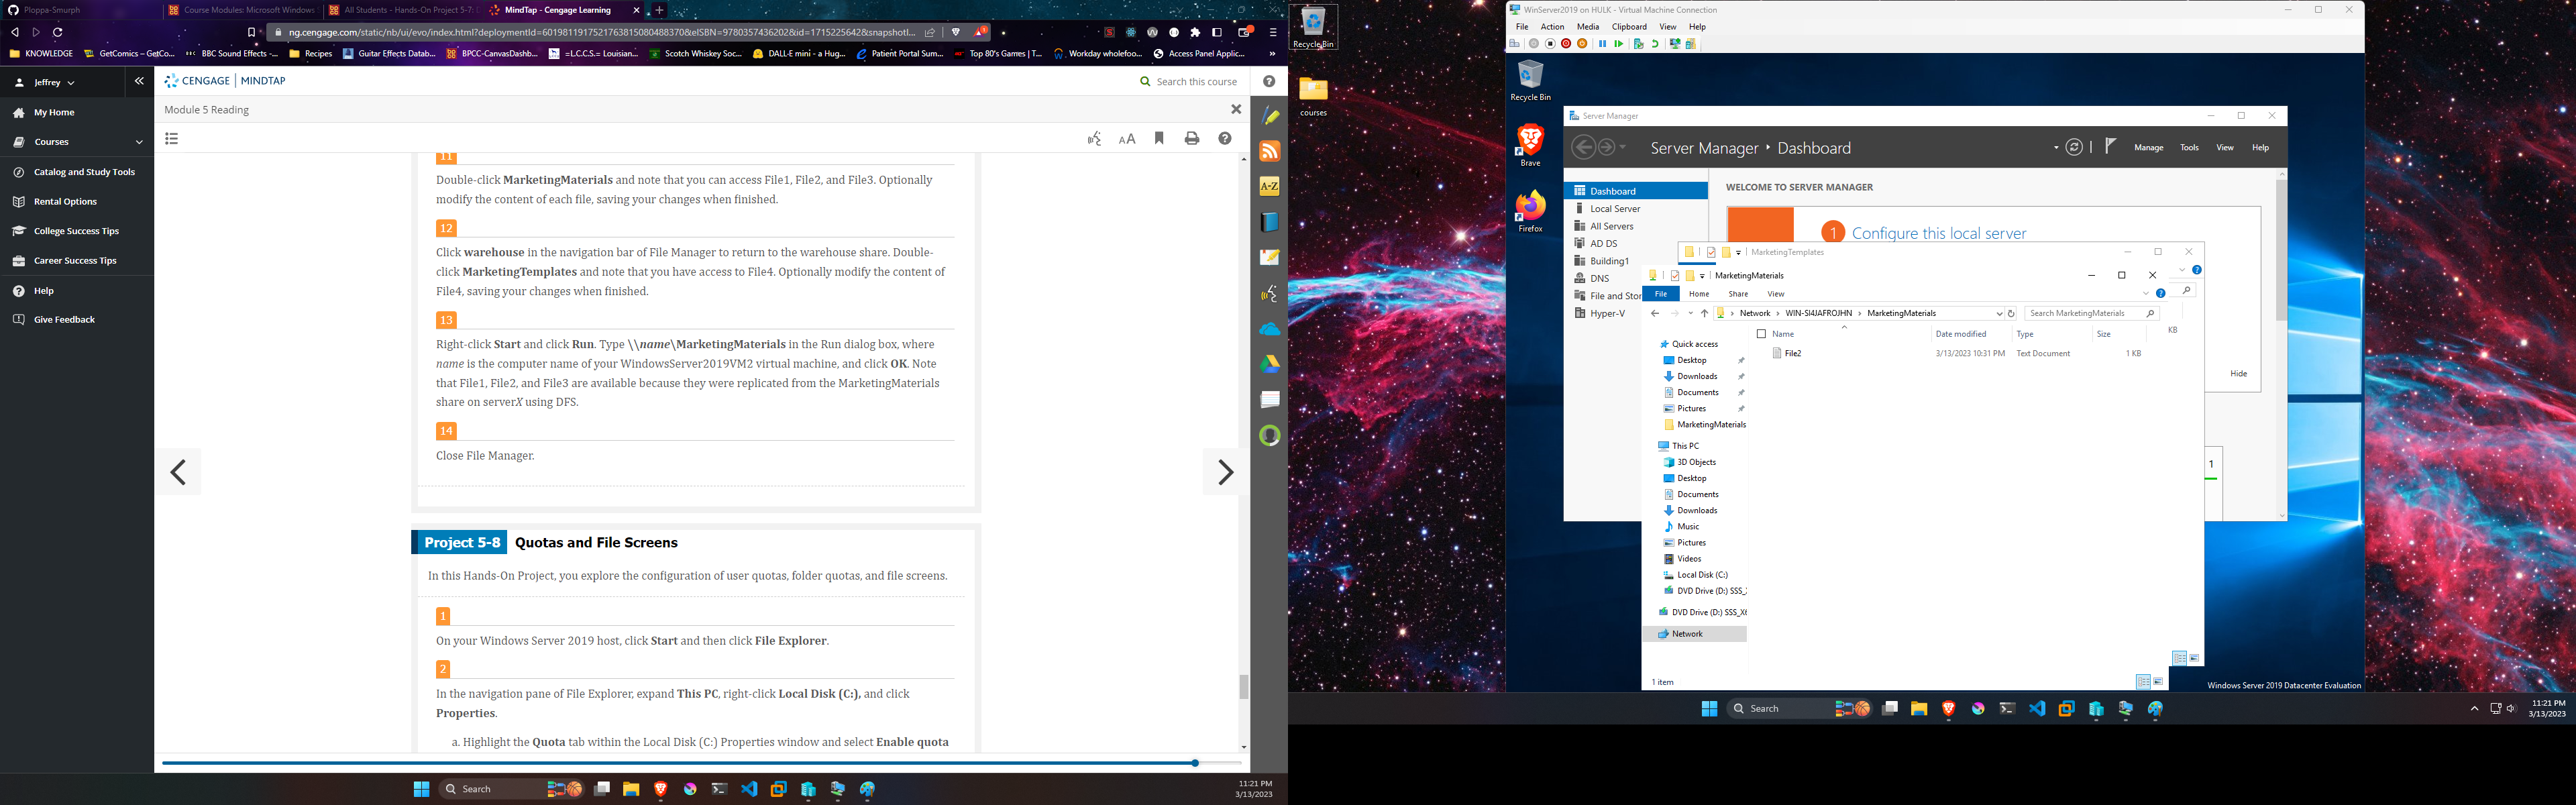 Ploppa-Smurph
Course Modules: Microsoft Windows
All Students - Hands-On Project 5-7:
MindTap - Cengage Learning
ng.cengage.com/static/nb/ui/evo/index.html?deploymentId=60198119175217638150804883​70&eISBN=9780357436202&id=1715225642&snapshotI...
KNOWLEDGE
GetComics – GetCo...
BBC Sound Effects -...
Recipes
Guitar Effects Datab...
BPCC-CanvasDashb...
=L.C.C.S.= Louisian...
Scotch Whiskey Soc...
DALL-E mini - a Hug...
Patient Portal Sum...
Top 80's Games | T...
Workday wholefoo...
Access Panel Applic...
Jeffrey
My Home
Courses
Catalog and Study Tools
Rental Options
College Success Tips
Career Success Tips
Help
Give Feedback
CENGAGE | MINDTAP
Search this course
Module 5 Reading
AA
A-Z
11
Double-click MarketingMaterials and note that you can access File1, File2, and File3. Optionally
modify the content of each file, saving your changes when finished.
12
Click warehouse in the navigation bar of File Manager to return to the warehouse share. Double-
click MarketingTemplates and note that you have access to File4. Optionally modify the content of
File4, saving your changes when finished.
13
Right-click Start and click Run. Type \\name\MarketingMaterials in the Run dialog box, where
name is the computer name of your WindowsServer2019VM2 virtual machine, and click OK. Note
that File1, File2, and File3 are available because they were replicated from the MarketingMaterials
share on serverX using DFS.
14
Close File Manager.
Project 5-8 Quotas and File Screens
In this Hands-On Project, you explore the configuration of user quotas, folder quotas, and file screens.
1
On your Windows Server 2019 host, click Start and then click File Explorer.
2
In the navigation pane of File Explorer, expand This PC, right-click Local Disk (C:), and click
Properties.
a. Highlight the Quota tab within the Local Disk (C:) Properties window and select Enable quota
Search
11:21 PM
3/13/2023
Recycle Bin
courses
WinServer2019 on HULK - Virtual Machine Connection
File Action Media Clipboard View Help
Recycle Bin
Brave
Firefox
Server Manager
Server Manager • Dashboard
Manage Tools View Help
Dashboard
Local Server
All Servers
AD DS
Building1
DNS
File and Stor
Hyper-V
WELCOME TO SERVER MANAGER
1 Configure this local server
Hide
1
MarketingTemplates
KB
MarketingMaterials
File Home Share View
Network > WIN-SI4JAFROJHN > MarketingMaterials
Search MarketingMaterials
Name Date modified Type Size
File2 3/13/2023 10:31 PM Text Document 1 KB
Quick access
Desktop
Downloads
Documents
Pictures
MarketingMaterials
This PC
3D Objects
Desktop
Documents
Downloads
Music
Pictures
Videos
Local Disk (C:)
DVD Drive (D:) SSS_X
DVD Drive (D:) SSS_X6
Network
1 item
Windows Server 2019 Datacenter Evaluation
Search
11:21 PM
3/13/2023